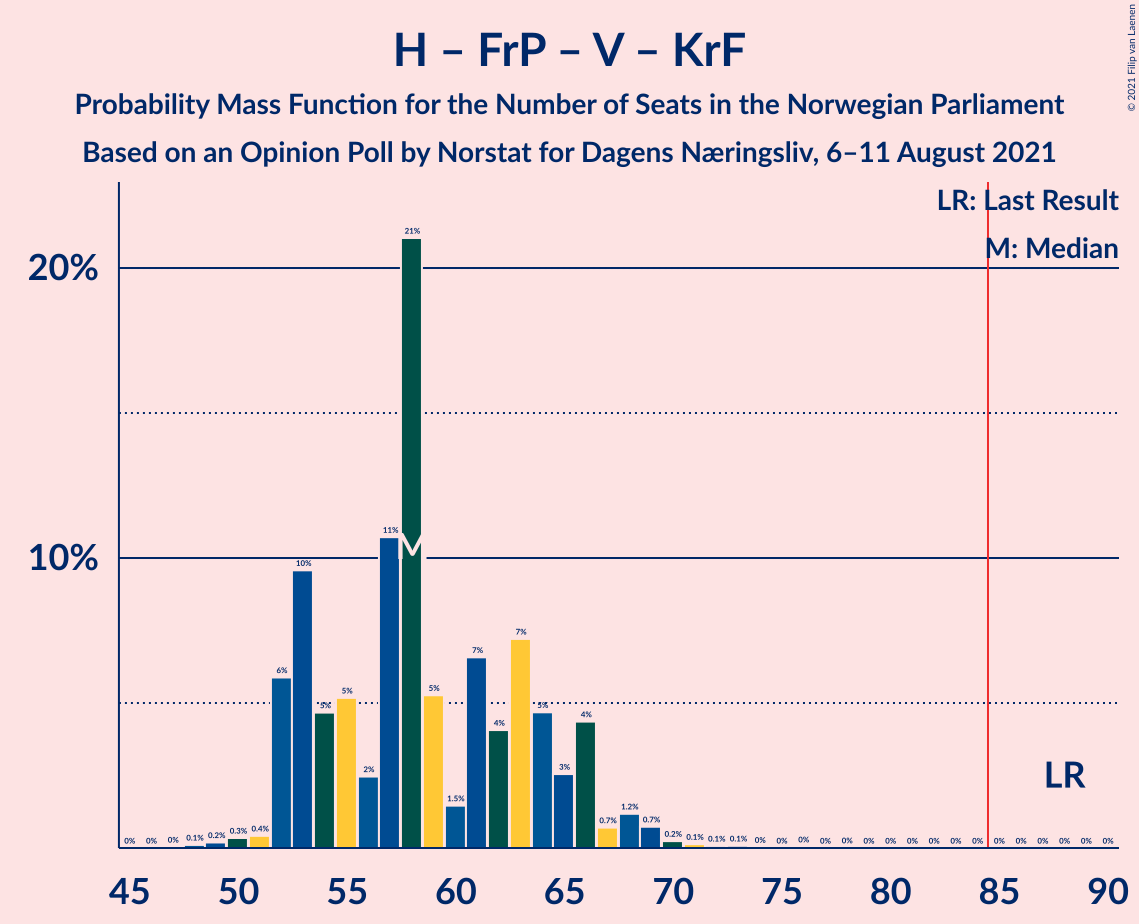 H – FrP – V – KrF
Probability Mass Function for the Number of Seats in the Norwegian Parliament
Based on an Opinion Poll by Norstat for Dagens Næringsliv, 6–11 August 2021
© 2021 Filip van Laenen
LR: Last Result
M: Median
20%
10%
0% 0% 0% 0.1% 0.2% 0.3% 0.4% 6% 10% 5% 5% 2% 11% 21% 5% 1.5% 7% 4% 7% 5% 3% 4% 0.7% 1.2% 0.7% 0.2% 0.1% 0.1% 0.1% 0% 0% 0% 0% 0% 0% 0% 0% 0% 0% 0% 0% 0% 0% 0% 0% 0%
M
LR
45 50 55 60 65 70 75 80 85 90